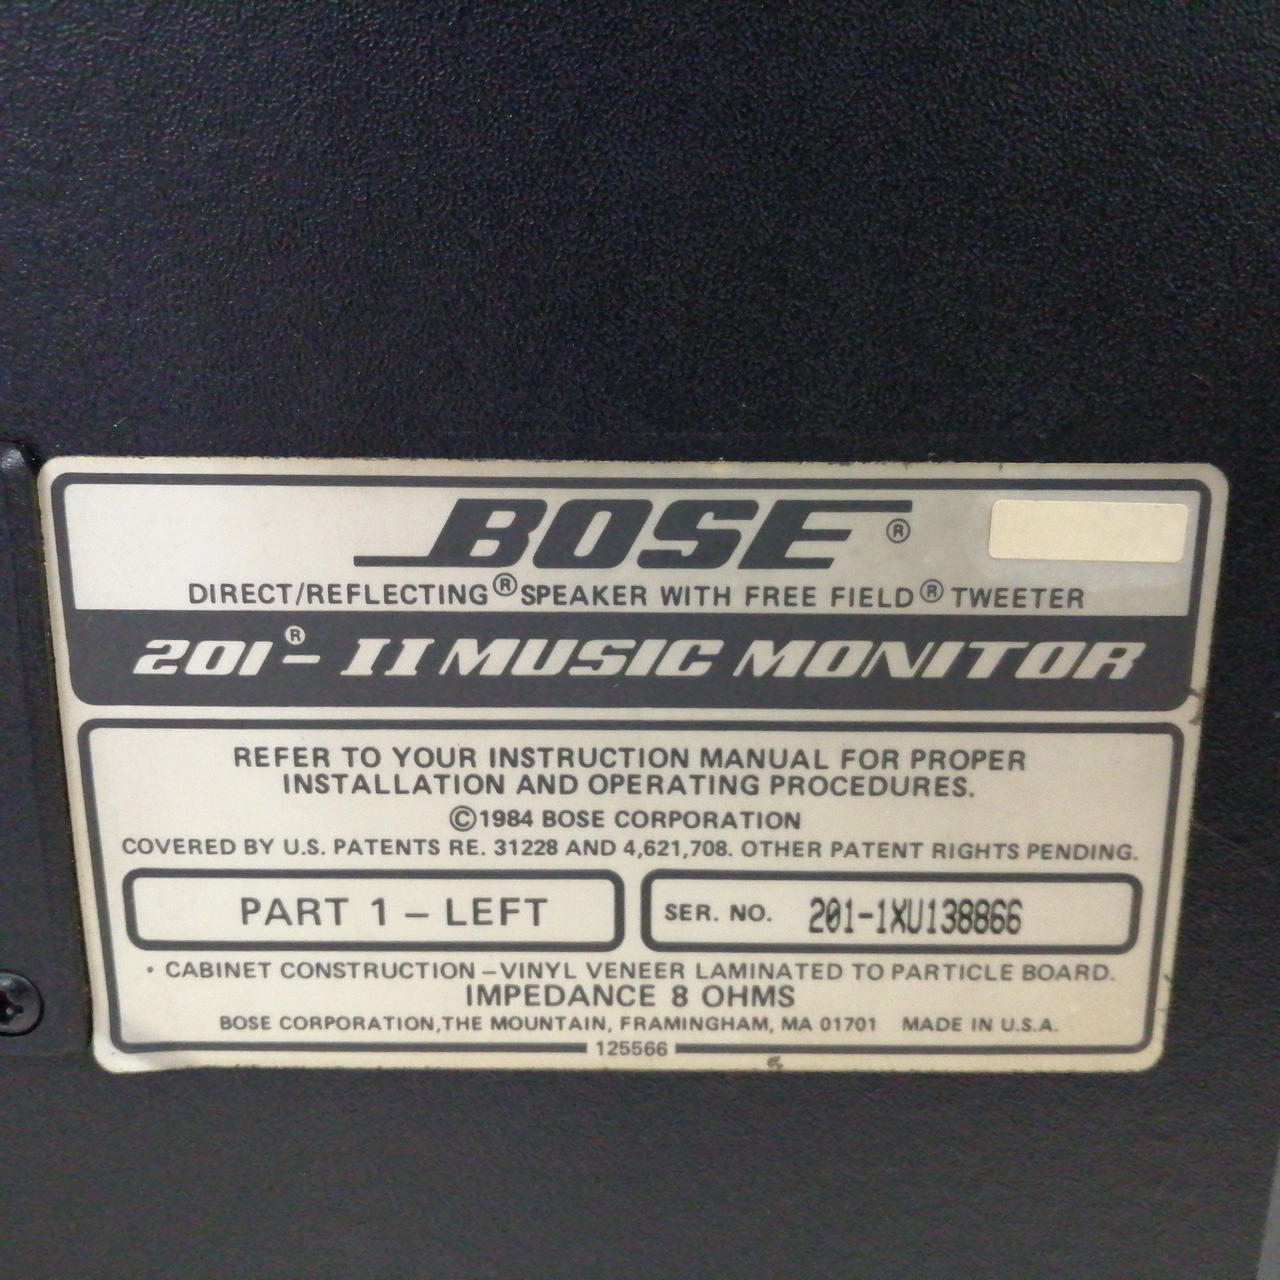 BOSE®
DIRECT/REFLECTING® SPEAKER WITH FREE FIELD® TWEETER
201®- II MUSIC MONITOR
REFER TO YOUR INSTRUCTION MANUAL FOR PROPER
INSTALLATION AND OPERATING PROCEDURES.
©1984 BOSE CORPORATION
COVERED BY U.S. PATENTS RE. 31228 AND 4,621,708. OTHER PATENT RIGHTS PENDING.
PART 1 – LEFT
SER. NO. 201-1XU138866
• CABINET CONSTRUCTION – VINYL VENEER LAMINATED TO PARTICLE BOARD.
IMPEDANCE 8 OHMS
BOSE CORPORATION, THE MOUNTAIN, FRAMINGHAM, MA 01701 MADE IN U.S.A.
125566